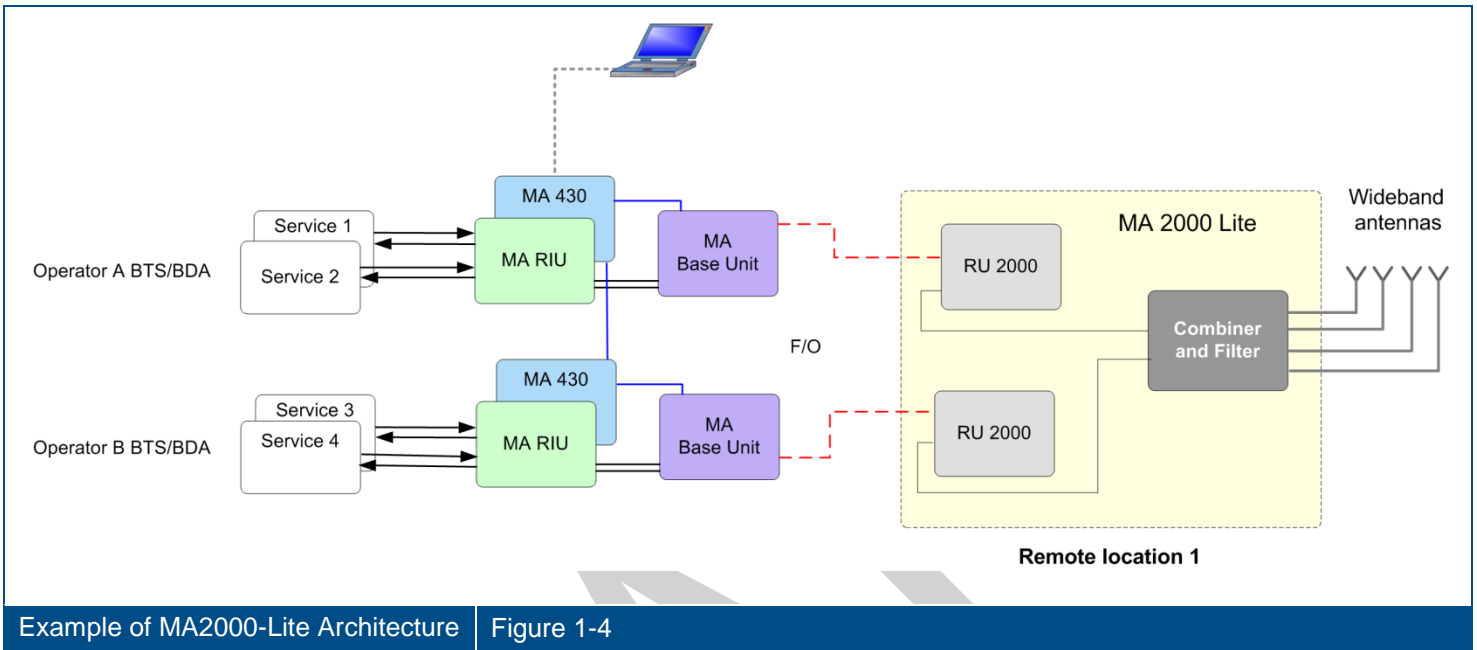 MA 430
Service 1
MA RIU
MA
Base Unit
Operator A BTS/BDA
Service 2
MA 2000 Lite
RU 2000
Wideband
antennas
Combiner
and Filter
F/O
MA 430
Service 3
MA RIU
MA
Base Unit
Operator B BTS/BDA
Service 4
RU 2000
Remote location 1
Example of MA2000-Lite Architecture
Figure 1-4